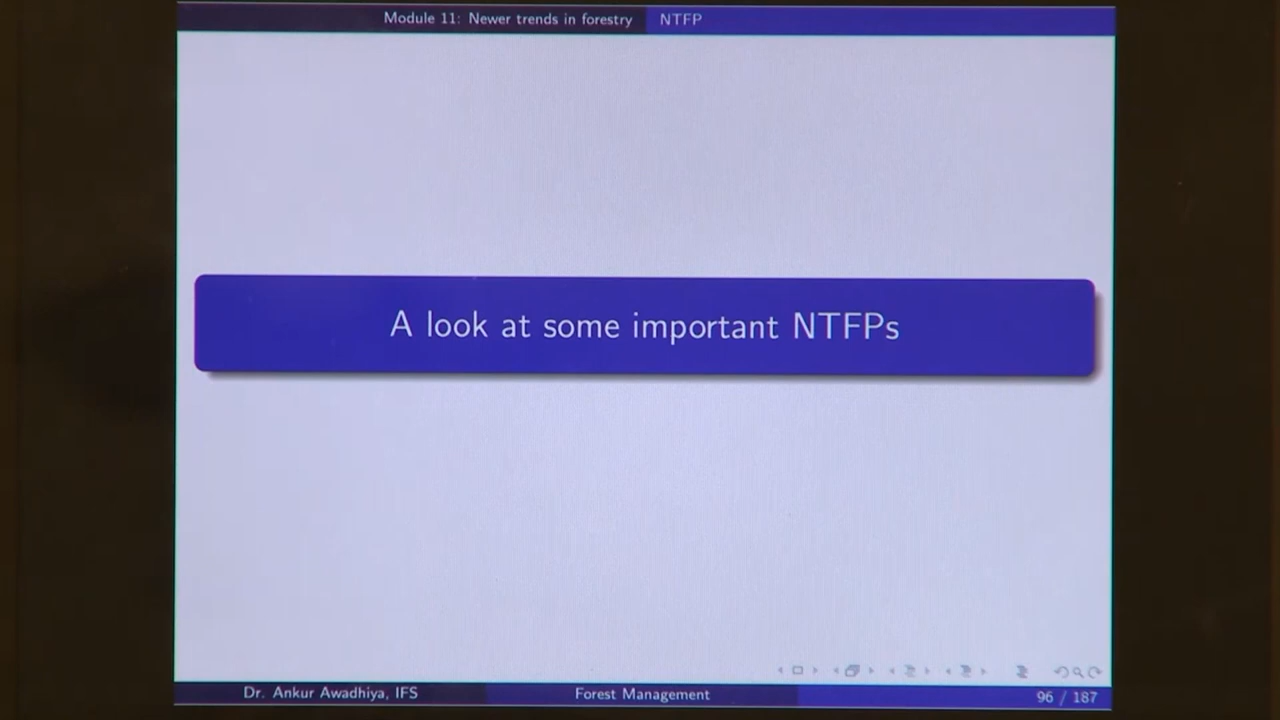 Module 11: Newer trends in forestry NTFP
A look at some important NTFPs
Dr. Ankur Awadhiya, IFS Forest Management 96 / 187